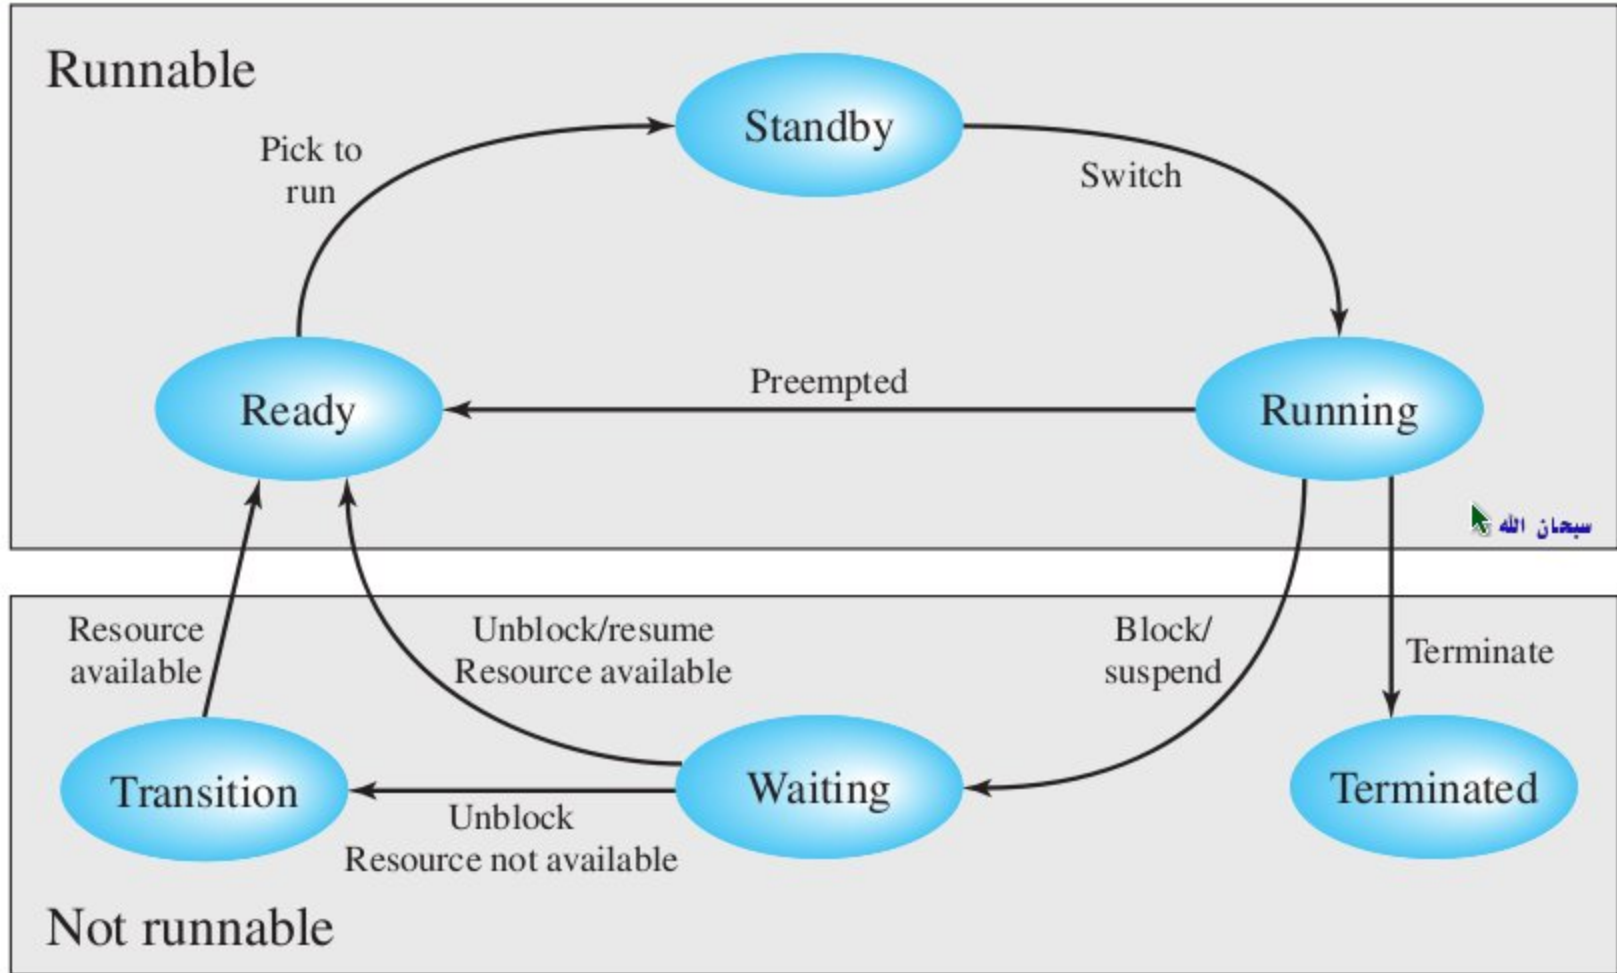 Runnable
Standby
Pick to
run
Switch
Preempted
Ready
Running
سبحان الله
Resource
available
Unblock/resume
Resource available
Block/
suspend
Terminate
Transition
Waiting
Terminated
Unblock
Resource not available
Not runnable